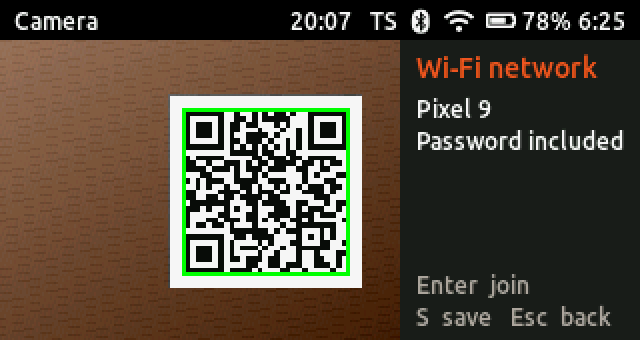 Camera 20:07 TS 78% 6:25
Wi-Fi network
Pixel 9
Password included
Enter join
S save Esc back